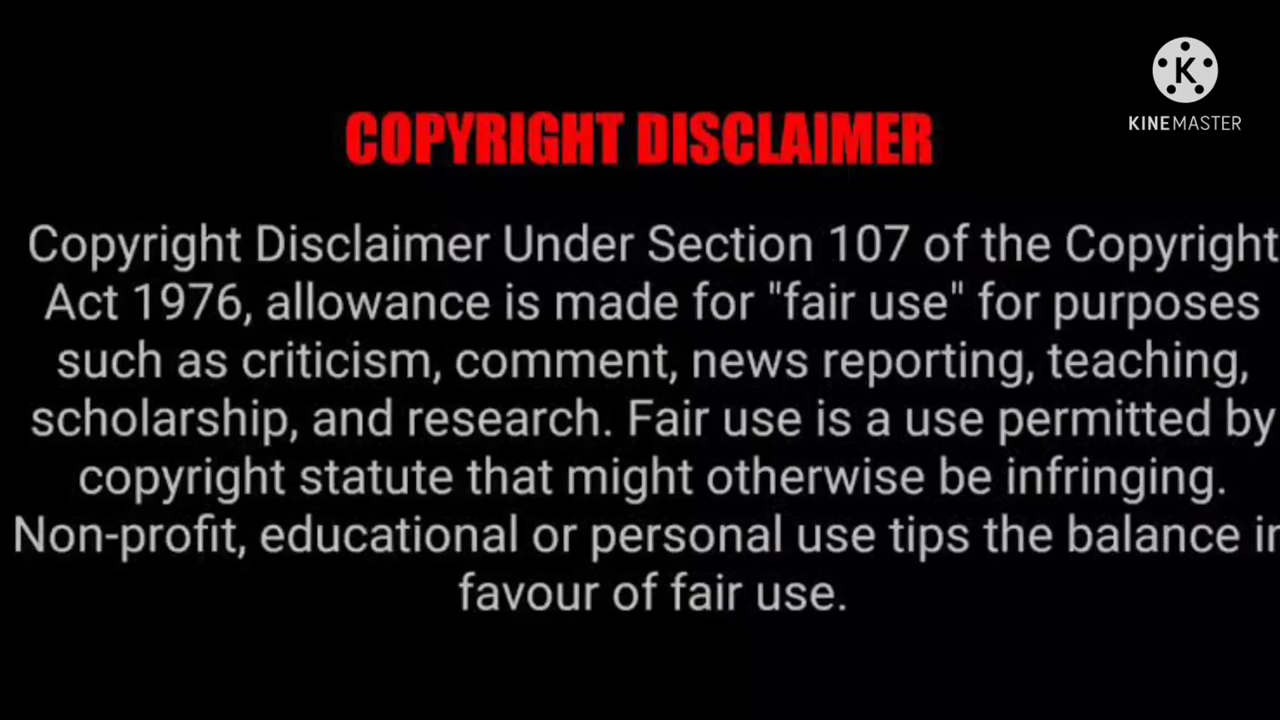 K
KINEMASTER
COPYRIGHT DISCLAIMER
Copyright Disclaimer Under Section 107 of the Copyright
Act 1976, allowance is made for "fair use" for purposes
such as criticism, comment, news reporting, teaching,
scholarship, and research. Fair use is a use permitted by
copyright statute that might otherwise be infringing.
Non-profit, educational or personal use tips the balance in
favour of fair use.